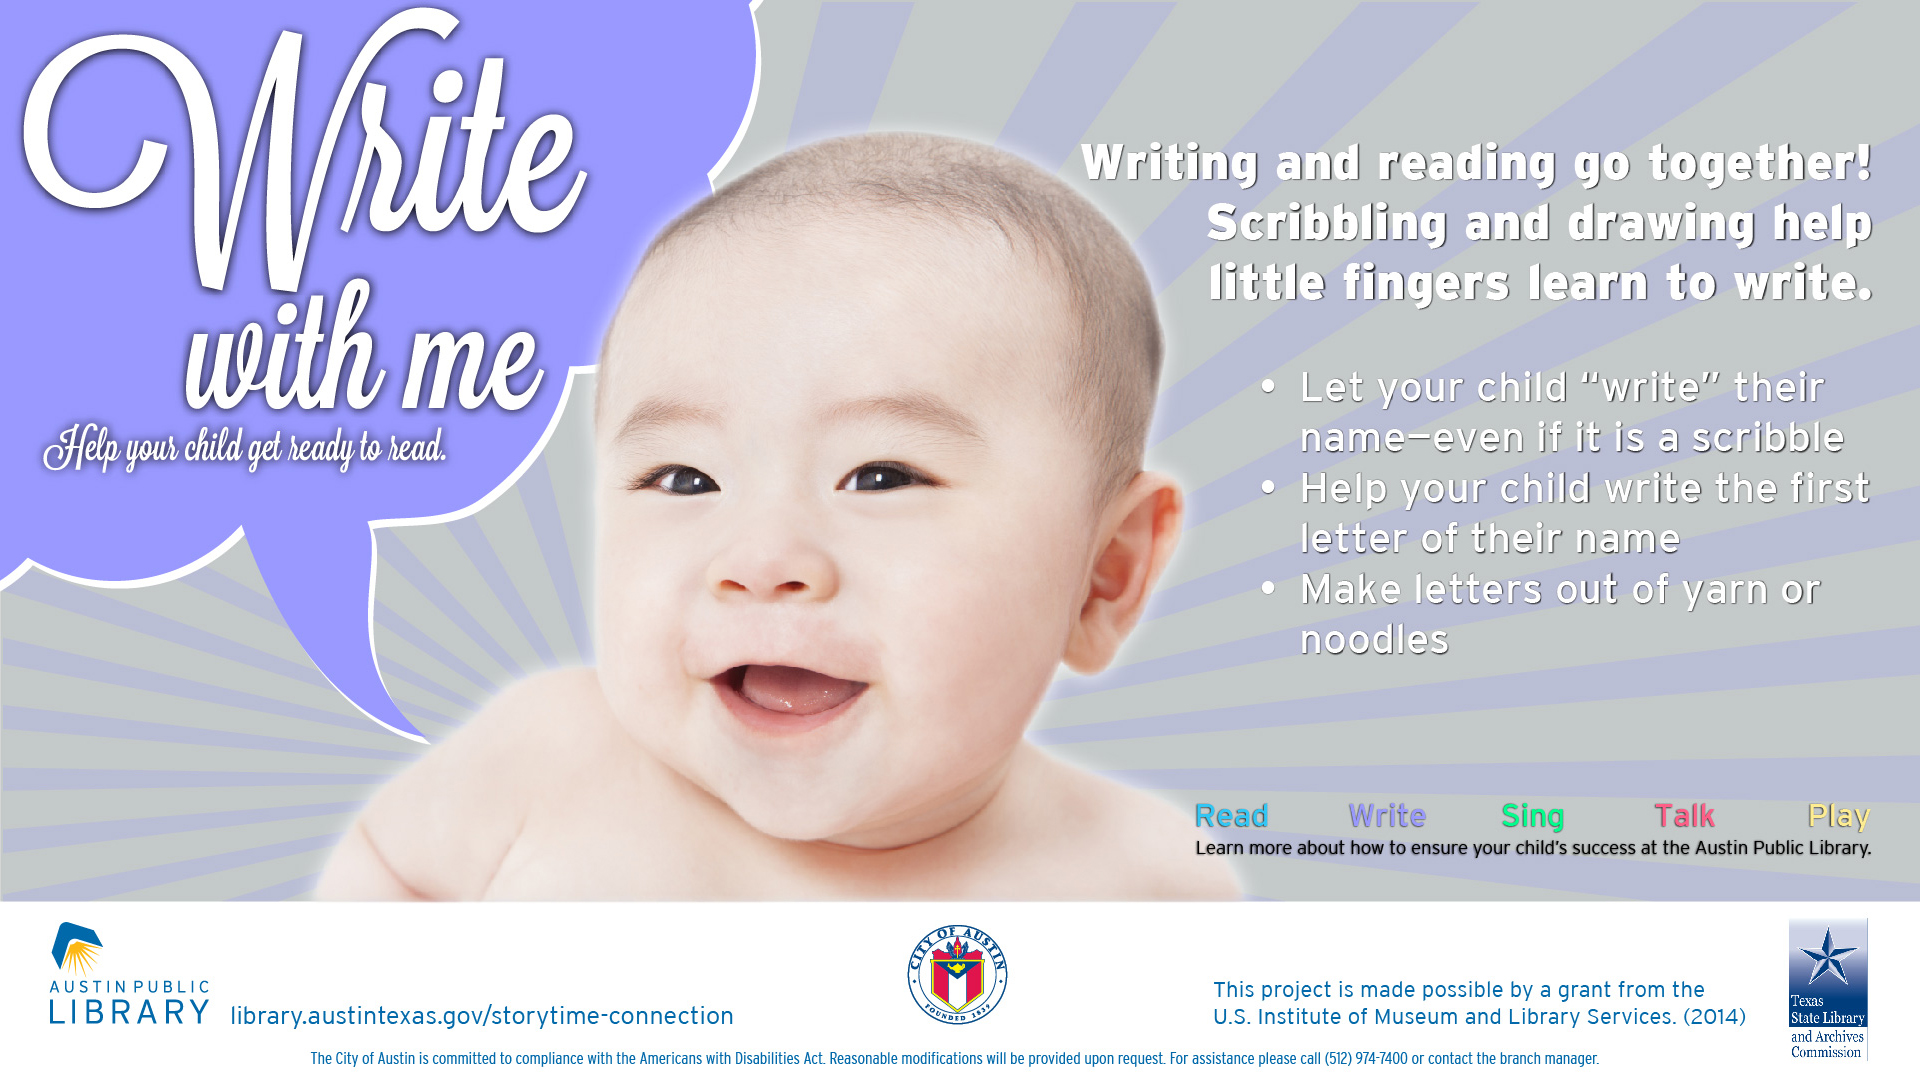 Write
with me
Help your child get ready to read.
Writing and reading go together!
Scribbling and drawing help
little fingers learn to write.
• Let your child “write” their
name—even if it is a scribble
• Help your child write the first
letter of their name
• Make letters out of yarn or
noodles
Read Write Sing Talk Play
Learn more about how to ensure your child's success at the Austin Public Library.
AUSTIN PUBLIC
LIBRARY
library.austintexas.gov/storytime-connection
CITY OF AUSTIN
FOUNDED 1839
This project is made possible by a grant from the
U.S. Institute of Museum and Library Services. (2014)
Texas
State Library
and Archives
Commission
The City of Austin is committed to compliance with the Americans with Disabilities Act. Reasonable modifications will be provided upon request. For assistance please call (512) 974-7400 or contact the branch manager.